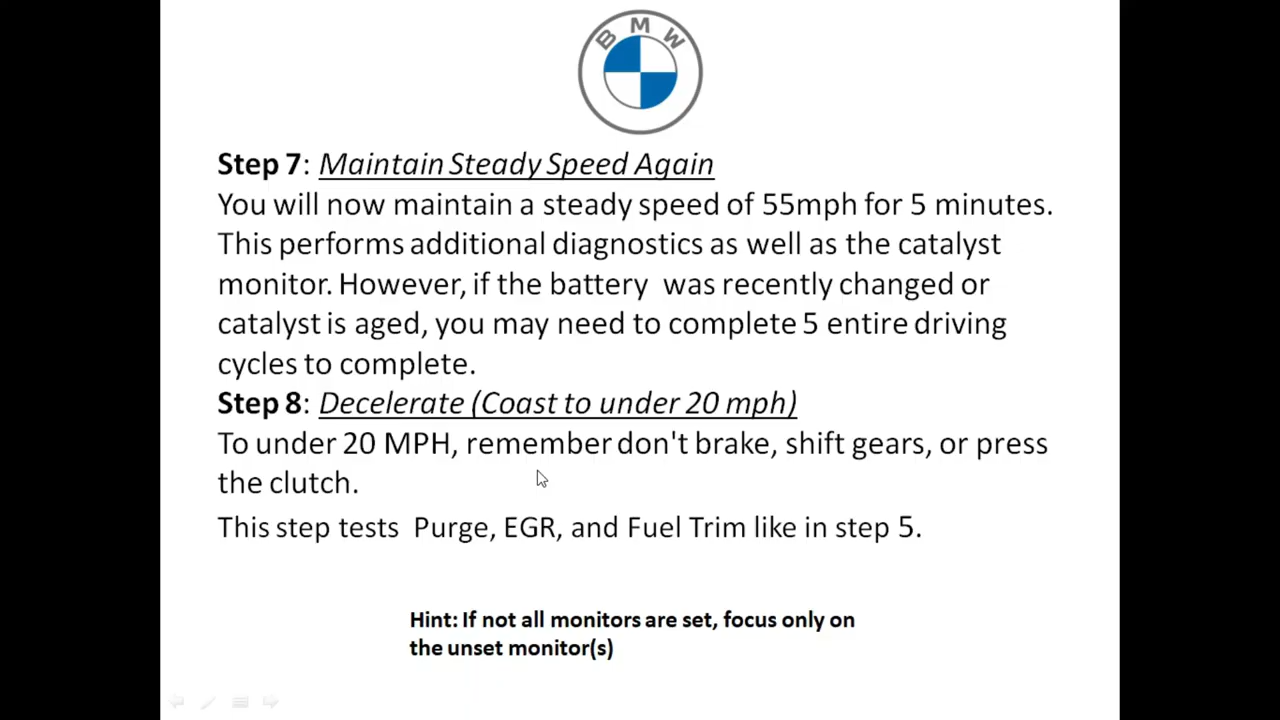 BMW
Step 7: Maintain Steady Speed Again
You will now maintain a steady speed of 55mph for 5 minutes.
This performs additional diagnostics as well as the catalyst
monitor. However, if the battery  was recently changed or
catalyst is aged, you may need to complete 5 entire driving
cycles to complete.
Step 8: Decelerate (Coast to under 20 mph)
To under 20 MPH, remember don't brake, shift gears, or press
the clutch.
This step tests  Purge, EGR, and Fuel Trim like in step 5.
Hint: If not all monitors are set, focus only on
the unset monitor(s)